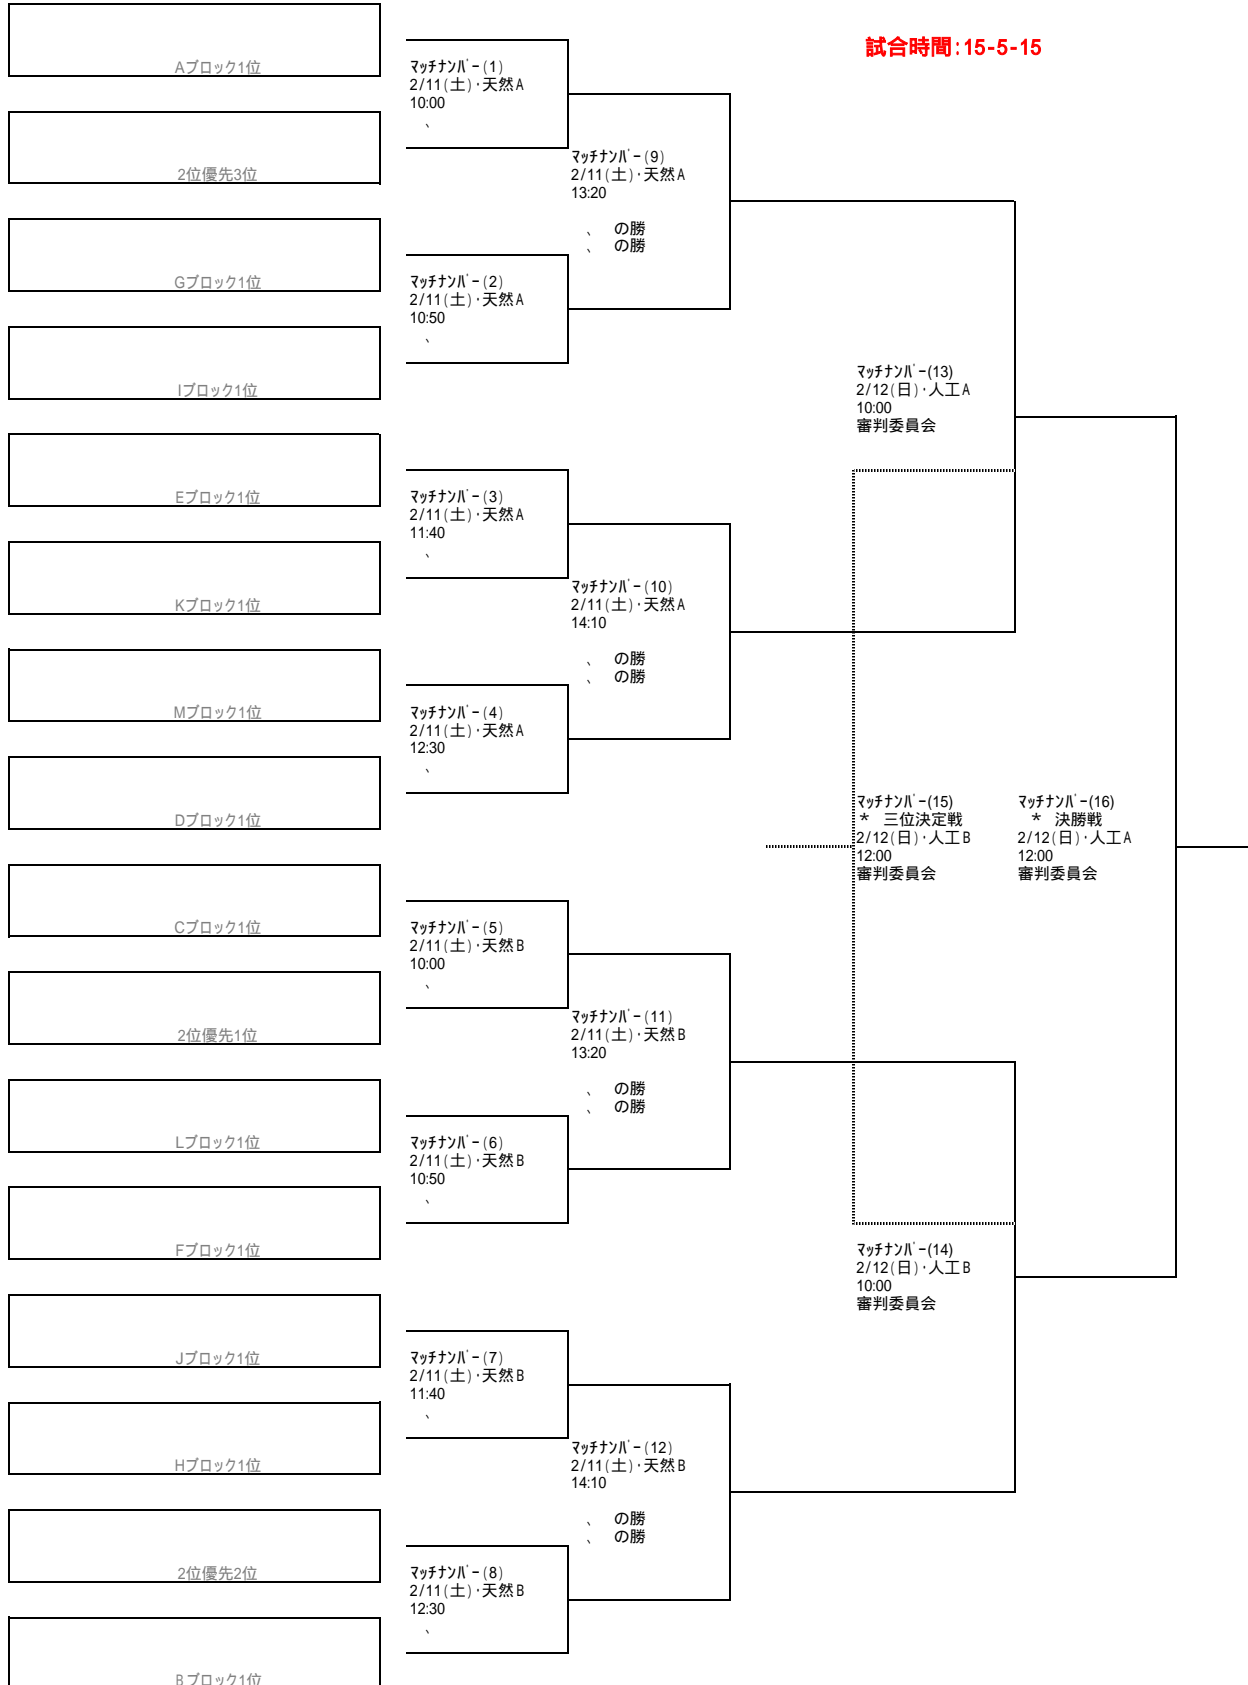 試合時間:15-5-15
Aブロック1位
ﾏｯﾁﾅﾝﾊﾞｰ(1)
2/11(土)・天然A
10:00
、
2位優先3位
ﾏｯﾁﾅﾝﾊﾞｰ(9)
2/11(土)・天然A
13:20
、　の勝
、　の勝
Gブロック1位
ﾏｯﾁﾅﾝﾊﾞｰ(2)
2/11(土)・天然A
10:50
、
Iブロック1位
ﾏｯﾁﾅﾝﾊﾞｰ(13)
2/12(日)・人工A
10:00
審判委員会
Eブロック1位
ﾏｯﾁﾅﾝﾊﾞｰ(3)
2/11(土)・天然A
11:40
、
Kブロック1位
ﾏｯﾁﾅﾝﾊﾞｰ(10)
2/11(土)・天然A
14:10
、　の勝
、　の勝
Mブロック1位
ﾏｯﾁﾅﾝﾊﾞｰ(4)
2/11(土)・天然A
12:30
、
Dブロック1位
ﾏｯﾁﾅﾝﾊﾞｰ(15)
*　三位決定戦
2/12(日)・人工B
12:00
審判委員会
ﾏｯﾁﾅﾝﾊﾞｰ(16)
*　決勝戦
2/12(日)・人工A
12:00
審判委員会
Cブロック1位
ﾏｯﾁﾅﾝﾊﾞｰ(5)
2/11(土)・天然B
10:00
、
2位優先1位
ﾏｯﾁﾅﾝﾊﾞｰ(11)
2/11(土)・天然B
13:20
、　の勝
、　の勝
Lブロック1位
ﾏｯﾁﾅﾝﾊﾞｰ(6)
2/11(土)・天然B
10:50
、
Fブロック1位
ﾏｯﾁﾅﾝﾊﾞｰ(14)
2/12(日)・人工B
10:00
審判委員会
Jブロック1位
ﾏｯﾁﾅﾝﾊﾞｰ(7)
2/11(土)・天然B
11:40
、
Hブロック1位
ﾏｯﾁﾅﾝﾊﾞｰ(12)
2/11(土)・天然B
14:10
、　の勝
、　の勝
2位優先2位
ﾏｯﾁﾅﾝﾊﾞｰ(8)
2/11(土)・天然B
12:30
、
Bブロック1位